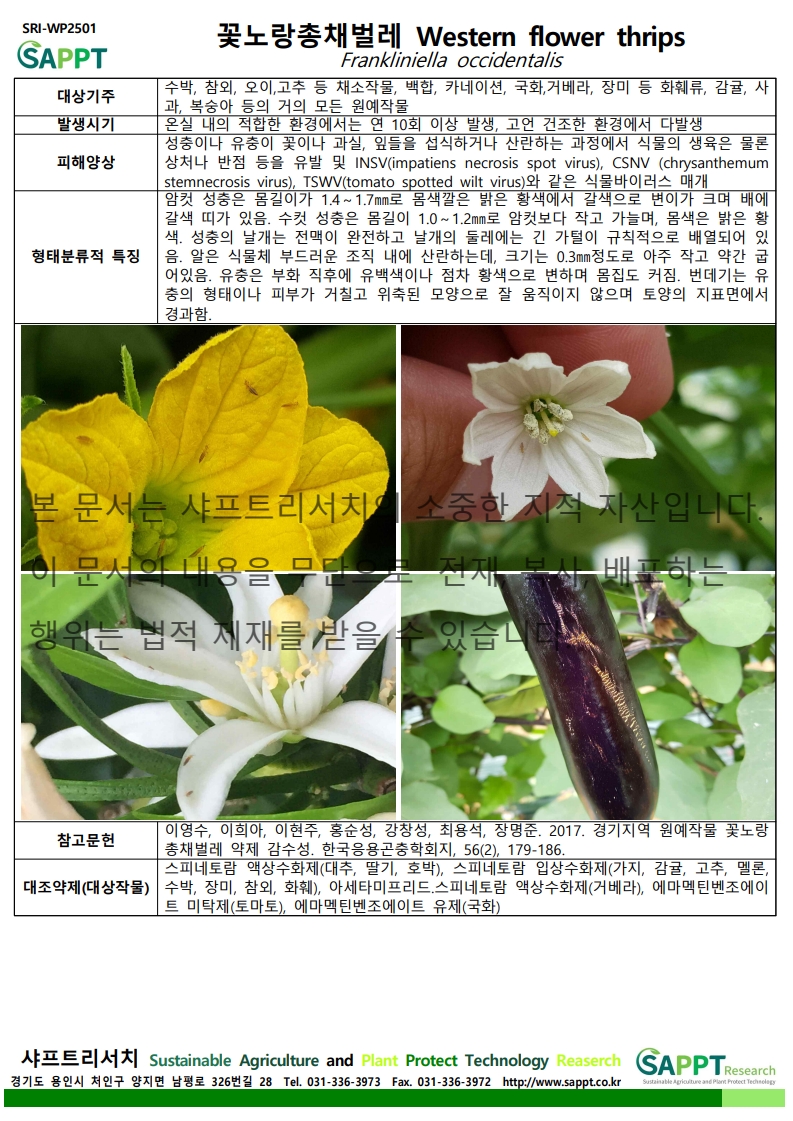 SRI-WP2501
SAPPT
꽃노랑총채벌레 Western flower thrips
Frankliniella occidentalis
대상기주
수박, 참외, 오이,고추 등 채소작물, 백합, 카네이션, 국화,거베라, 장미 등 화훼류, 감귤, 사
과, 복숭아 등의 거의 모든 원예작물
발생시기
온실 내의 적합한 환경에서는 연 10회 이상 발생, 고언 건조한 환경에서 다발생
피해양상
성충이나 유충이 꽃이나 과실, 잎들을 섭식하거나 산란하는 과정에서 식물의 생육은 물론
상처나 반점 등을 유발 및 INSV(impatiens necrosis spot virus), CSNV (chrysanthemum
stemnecrosis virus), TSWV(tomato spotted wilt virus)와 같은 식물바이러스 매개
형태분류적 특징
암컷 성충은 몸길이가 1.4~1.7㎜로 몸색깔은 밝은 황색에서 갈색으로 변이가 크며 배에
갈색 띠가 있음. 수컷 성충은 몸길이 1.0~1.2㎜로 암컷보다 작고 가늘며, 몸색은 밝은 황
색. 성충의 날개는 전맥이 완전하고 날개의 둘레에는 긴 가털이 규칙적으로 배열되어 있
음. 알은 식물체 부드러운 조직 내에 산란하는데, 크기는 0.3㎜정도로 아주 작고 약간 굽
어있음. 유충은 부화 직후에 유백색이나 점차 황색으로 변하며 몸집도 커짐. 번데기는 유
충의 형태이나 피부가 거칠고 위축된 모양으로 잘 움직이지 않으며 토양의 지표면에서
경과함.
본 문서는 샤프트리서치의 소중한 지적 자산입니다.
이 문서와 내용을 무단으로 전재, 복사, 배포하는
행위는 법적 제재를 받을 수 있습니다.
참고문헌
이영수, 이희아, 이현주, 홍순성, 강창성, 최용석, 장명준. 2017. 경기지역 원예작물 꽃노랑
총채벌레 약제 감수성. 한국응용곤충학회지, 56(2), 179-186.
대조약제(대상작물)
스피네토람 액상수화제(대추, 딸기, 호박), 스피네토람 입상수화제(가지, 감귤, 고추, 멜론,
수박, 장미, 참외, 화훼), 아세타미프리드.스피네토람 액상수화제(거베라), 에마멕틴벤조에이
트 미탁제(토마토), 에마멕틴벤조에이트 유제(국화)
샤프트리서치 Sustainable Agriculture and Plant Protect Technology Reaserch
경기도 용인시 처인구 양지면 남평로 326번길 28 Tel. 031-336-3973 Fax. 031-336-3972 http://www.sappt.co.kr
SAPPT Research
Sustainable Agriculture and Plant Protect Technology